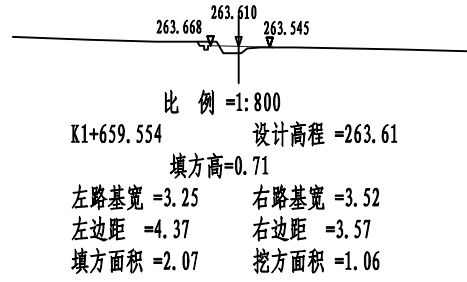 263.610
263.668 263.545
比 例 =1:800
K1+659.554 设计高程 =263.61
填方高=0.71
左路基宽 =3.25 右路基宽 =3.52
左边距 =4.37 右边距 =3.57
填方面积 =2.07 挖方面积 =1.06